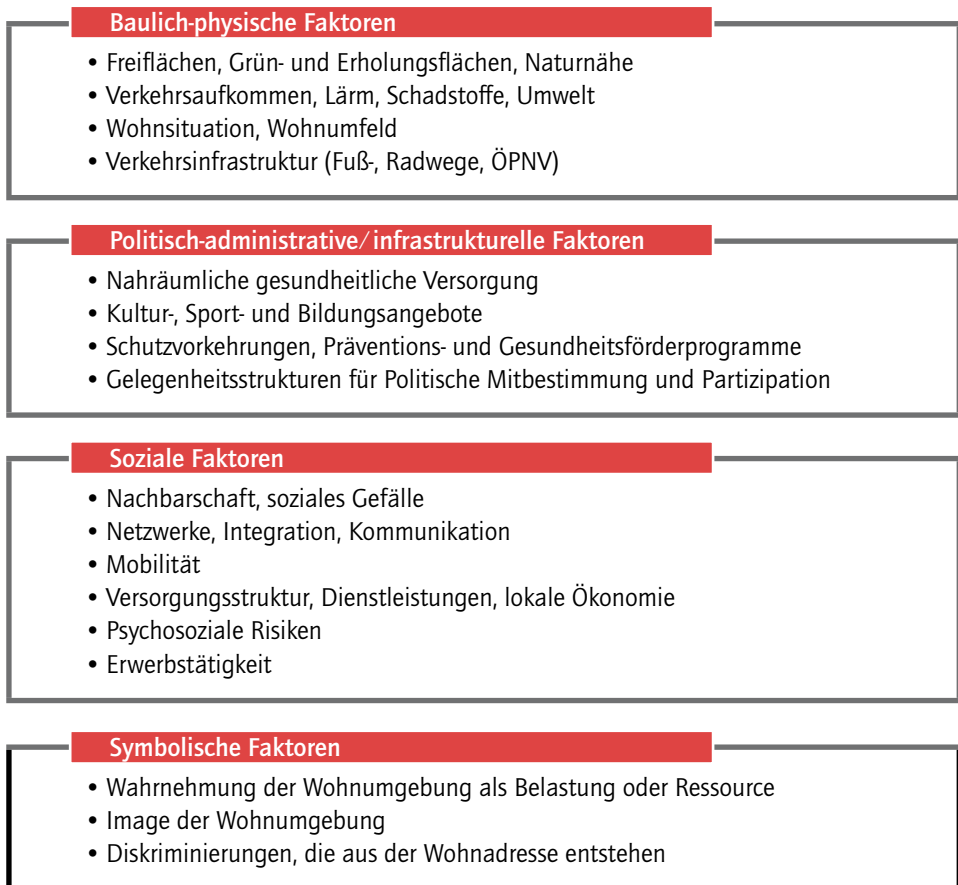 Baulich-physische Faktoren
• Freiflächen, Grün- und Erholungsflächen, Naturnähe
• Verkehrsaufkommen, Lärm, Schadstoffe, Umwelt
• Wohnsituation, Wohnumfeld
• Verkehrsinfrastruktur (Fuß-, Radwege, ÖPNV)
Politisch-administrative/infrastrukturelle Faktoren
• Nahräumliche gesundheitliche Versorgung
• Kultur-, Sport- und Bildungsangebote
• Schutzvorkehrungen, Präventions- und Gesundheitsförderprogramme
• Gelegenheitsstrukturen für Politische Mitbestimmung und Partizipation
Soziale Faktoren
• Nachbarschaft, soziales Gefälle
• Netzwerke, Integration, Kommunikation
• Mobilität
• Versorgungsstruktur, Dienstleistungen, lokale Ökonomie
• Psychosoziale Risiken
• Erwerbstätigkeit
Symbolische Faktoren
• Wahrnehmung der Wohnumgebung als Belastung oder Ressource
• Image der Wohnumgebung
• Diskriminierungen, die aus der Wohnadresse entstehen